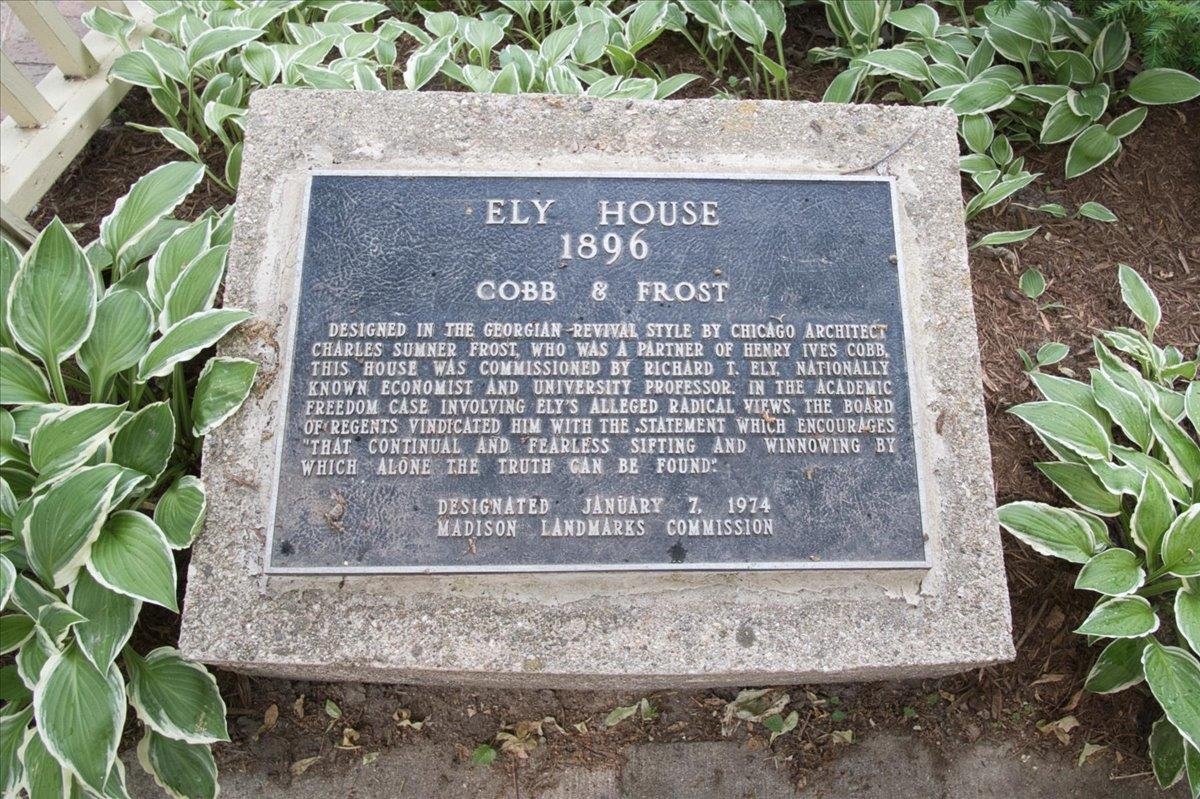 ELY HOUSE
1896
COBB & FROST
DESIGNED IN THE GEORGIAN REVIVAL STYLE BY CHICAGO ARCHITECT
CHARLES SUMNER FROST, WHO WAS A PARTNER OF HENRY IVES COBB,
THIS HOUSE WAS COMMISSIONED BY RICHARD T. ELY, NATIONALLY
KNOWN ECONOMIST AND UNIVERSITY PROFESSOR. IN THE ACADEMIC
FREEDOM CASE INVOLVING ELY'S ALLEGED RADICAL VIEWS, THE BOARD
OF REGENTS VINDICATED HIM WITH THE STATEMENT WHICH ENCOURAGES
"THAT CONTINUAL AND FEARLESS SIFTING AND WINNOWING BY
WHICH ALONE THE TRUTH CAN BE FOUND."
DESIGNATED JANUARY 7, 1974
MADISON LANDMARKS COMMISSION